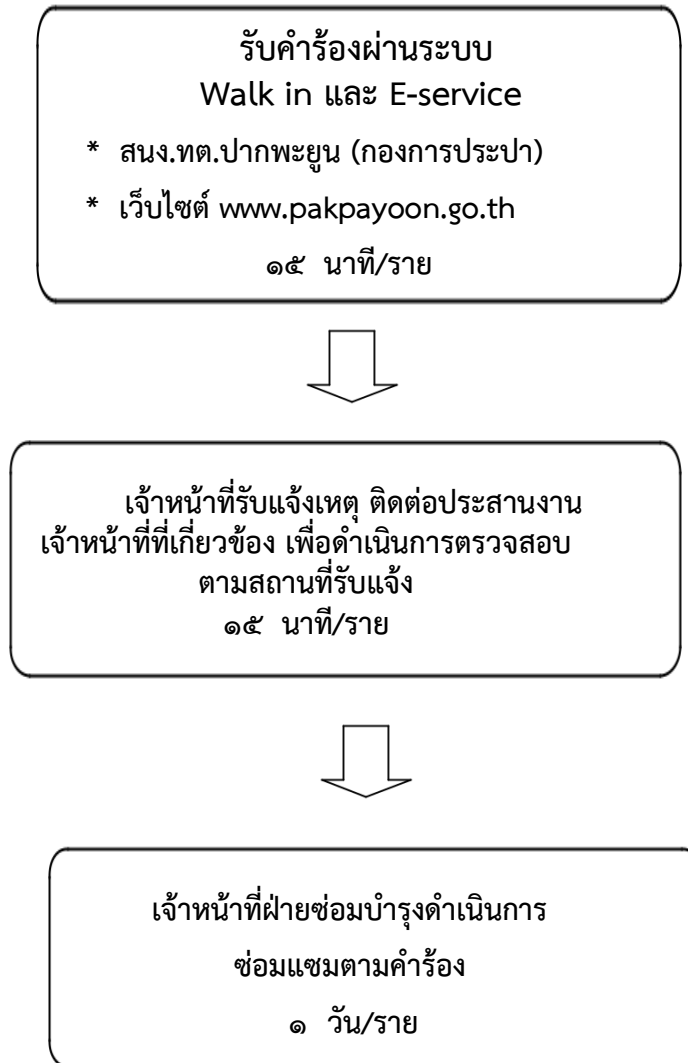 รับคำร้องผ่านระบบ
Walk in และ E-service
* สนง.ทต.ปากพะยูน (กองการประปา)
* เว็บไซต์ www.pakpayoon.go.th
๑๕ นาที/ราย
เจ้าหน้าที่รับแจ้งเหตุ ติดต่อประสานงาน
เจ้าหน้าที่ที่เกี่ยวข้อง เพื่อดำเนินการตรวจสอบ
ตามสถานที่รับแจ้ง
๑๕ นาที/ราย
เจ้าหน้าที่ฝ่ายซ่อมบำรุงดำเนินการ
ซ่อมแซมตามคำร้อง
๑ วัน/ราย